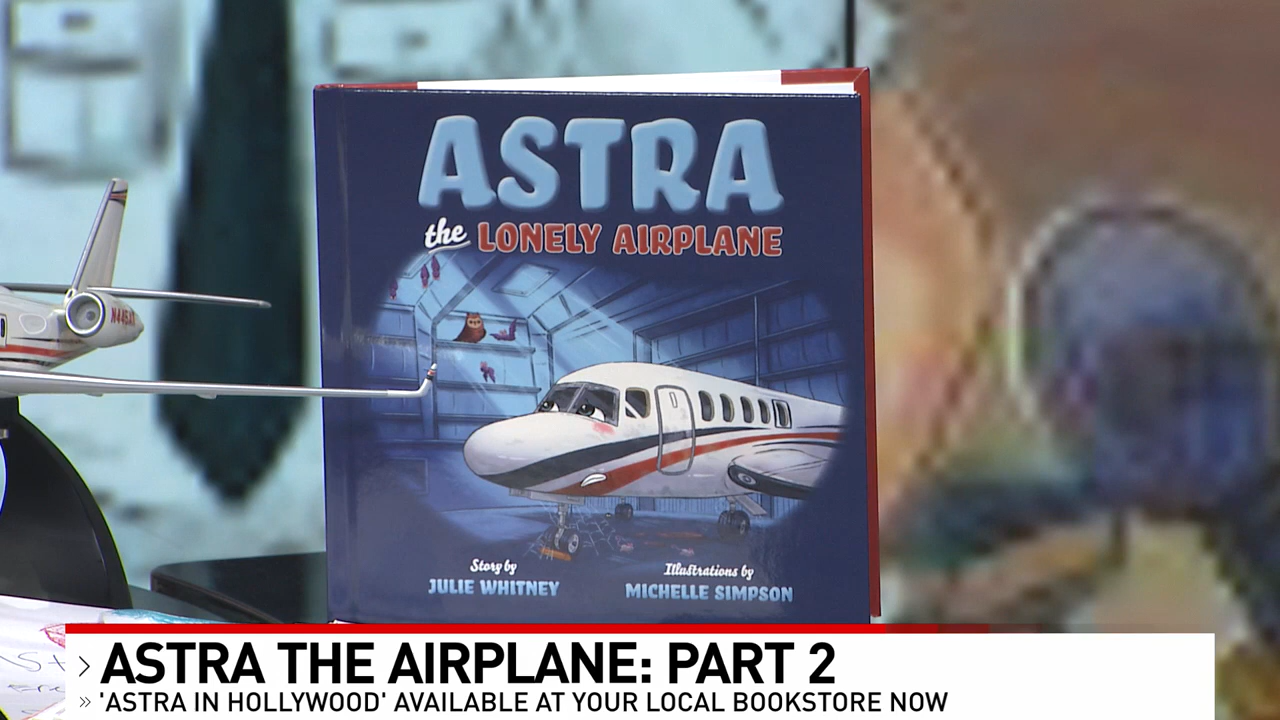 ASTRA
the LONELY AIRPLANE
Story by
JULIE WHITNEY
Illustrations by
MICHELLE SIMPSON
ASTRA THE AIRPLANE: PART 2
'ASTRA IN HOLLYWOOD' AVAILABLE AT YOUR LOCAL BOOKSTORE NOW